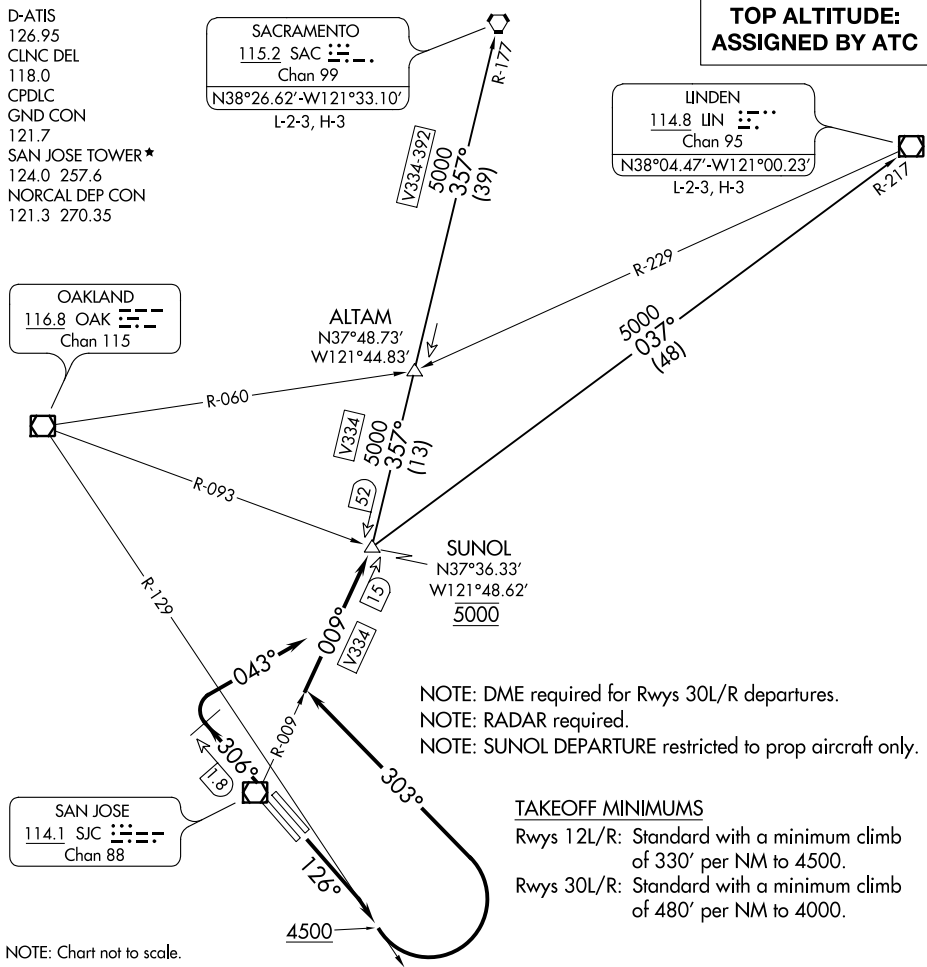 D-ATIS
126.95
CLNC DEL
118.0
CPDLC
GND CON
121.7
SAN JOSE TOWER★
124.0 257.6
NORCAL DEP CON
121.3 270.35
SACRAMENTO
115.2 SAC
Chan 99
N38°26.62'-W121°33.10'
L-2-3, H-3
TOP ALTITUDE:
ASSIGNED BY ATC
LINDEN
114.8 LIN
Chan 95
N38°04.47'-W121°00.23'
L-2-3, H-3
R-177
V334-392
5000
357°
(39)
R-217
R-229
5000
037°
(48)
OAKLAND
116.8 OAK
Chan 115
ALTAM
N37°48.73'
W121°44.83'
R-060
V334
5000
357°
(13)
R-093
52
SUNOL
N37°36.33'
W121°48.62'
5000
R-129
15
009°
V334
043°
R-009
306°
1.8
303°
NOTE: DME required for Rwys 30L/R departures.
NOTE: RADAR required.
NOTE: SUNOL DEPARTURE restricted to prop aircraft only.
SAN JOSE
114.1 SJC
Chan 88
126°
4500
TAKEOFF MINIMUMS
Rwys 12L/R: Standard with a minimum climb
of 330' per NM to 4500.
Rwys 30L/R: Standard with a minimum climb
of 480' per NM to 4000.
NOTE: Chart not to scale.